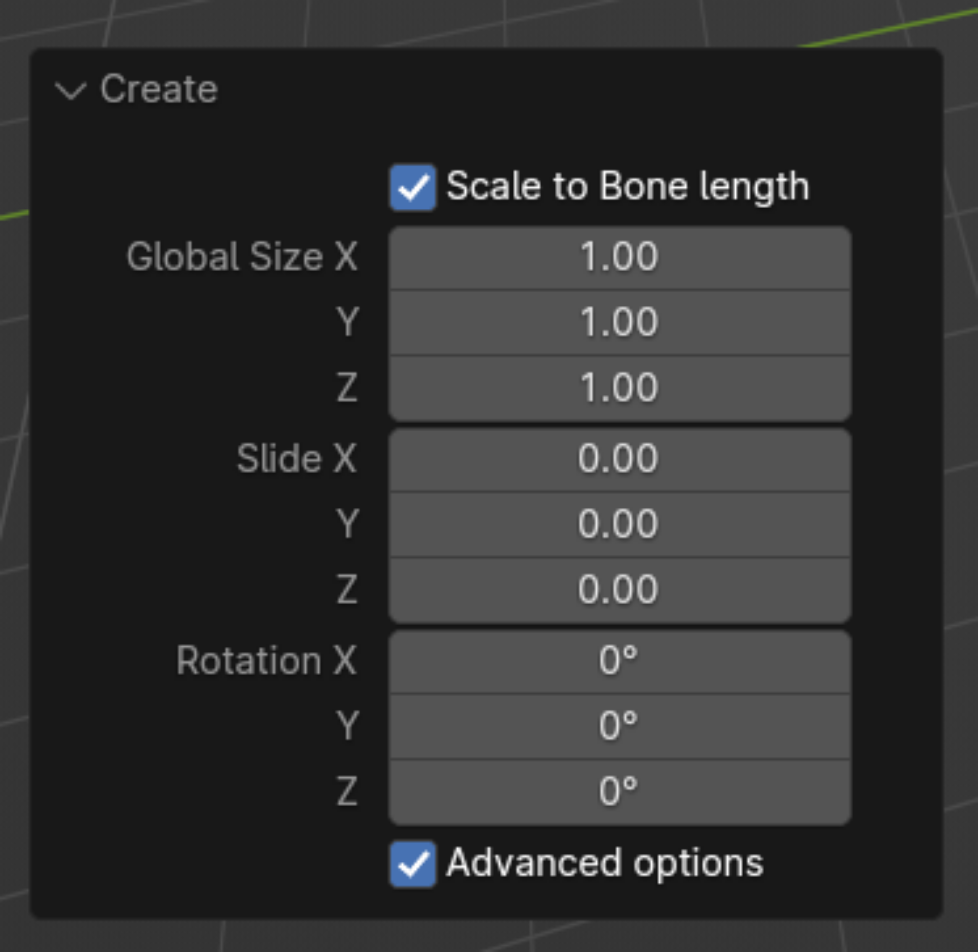 Create
Scale to Bone length
Global Size X 1.00
Y 1.00
Z 1.00
Slide X 0.00
Y 0.00
Z 0.00
Rotation X 0°
Y 0°
Z 0°
Advanced options